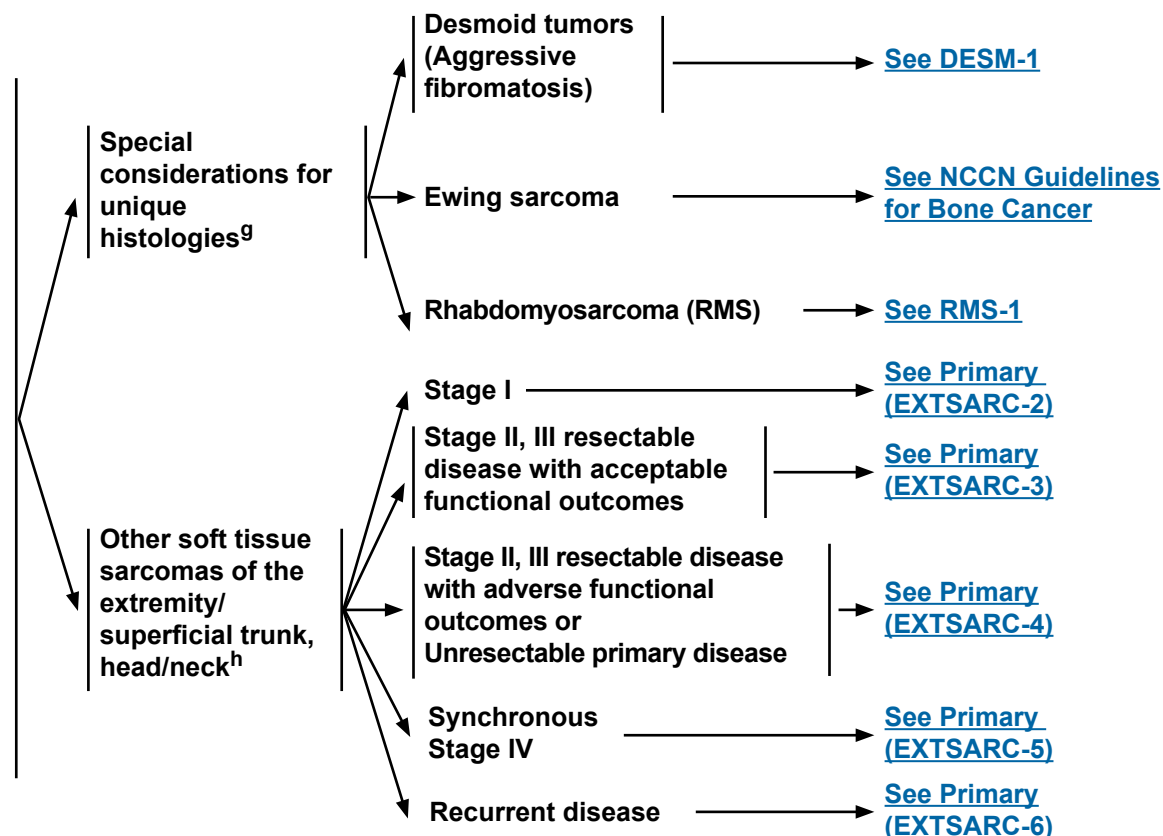 Desmoid tumors
(Aggressive
fibromatosis)
See DESM-1
Special
considerations for
unique
histologiesg
Ewing sarcoma
See NCCN Guidelines
for Bone Cancer
Rhabdomyosarcoma (RMS)
See RMS-1
Stage I
See Primary
(EXTSARC-2)
Stage II, III resectable
disease with acceptable
functional outcomes
See Primary
(EXTSARC-3)
Other soft tissue
sarcomas of the
extremity/
superficial trunk,
head/neckh
Stage II, III resectable disease
with adverse functional
outcomes or
Unresectable primary disease
See Primary
(EXTSARC-4)
Synchronous
Stage IV
See Primary
(EXTSARC-5)
Recurrent disease
See Primary
(EXTSARC-6)